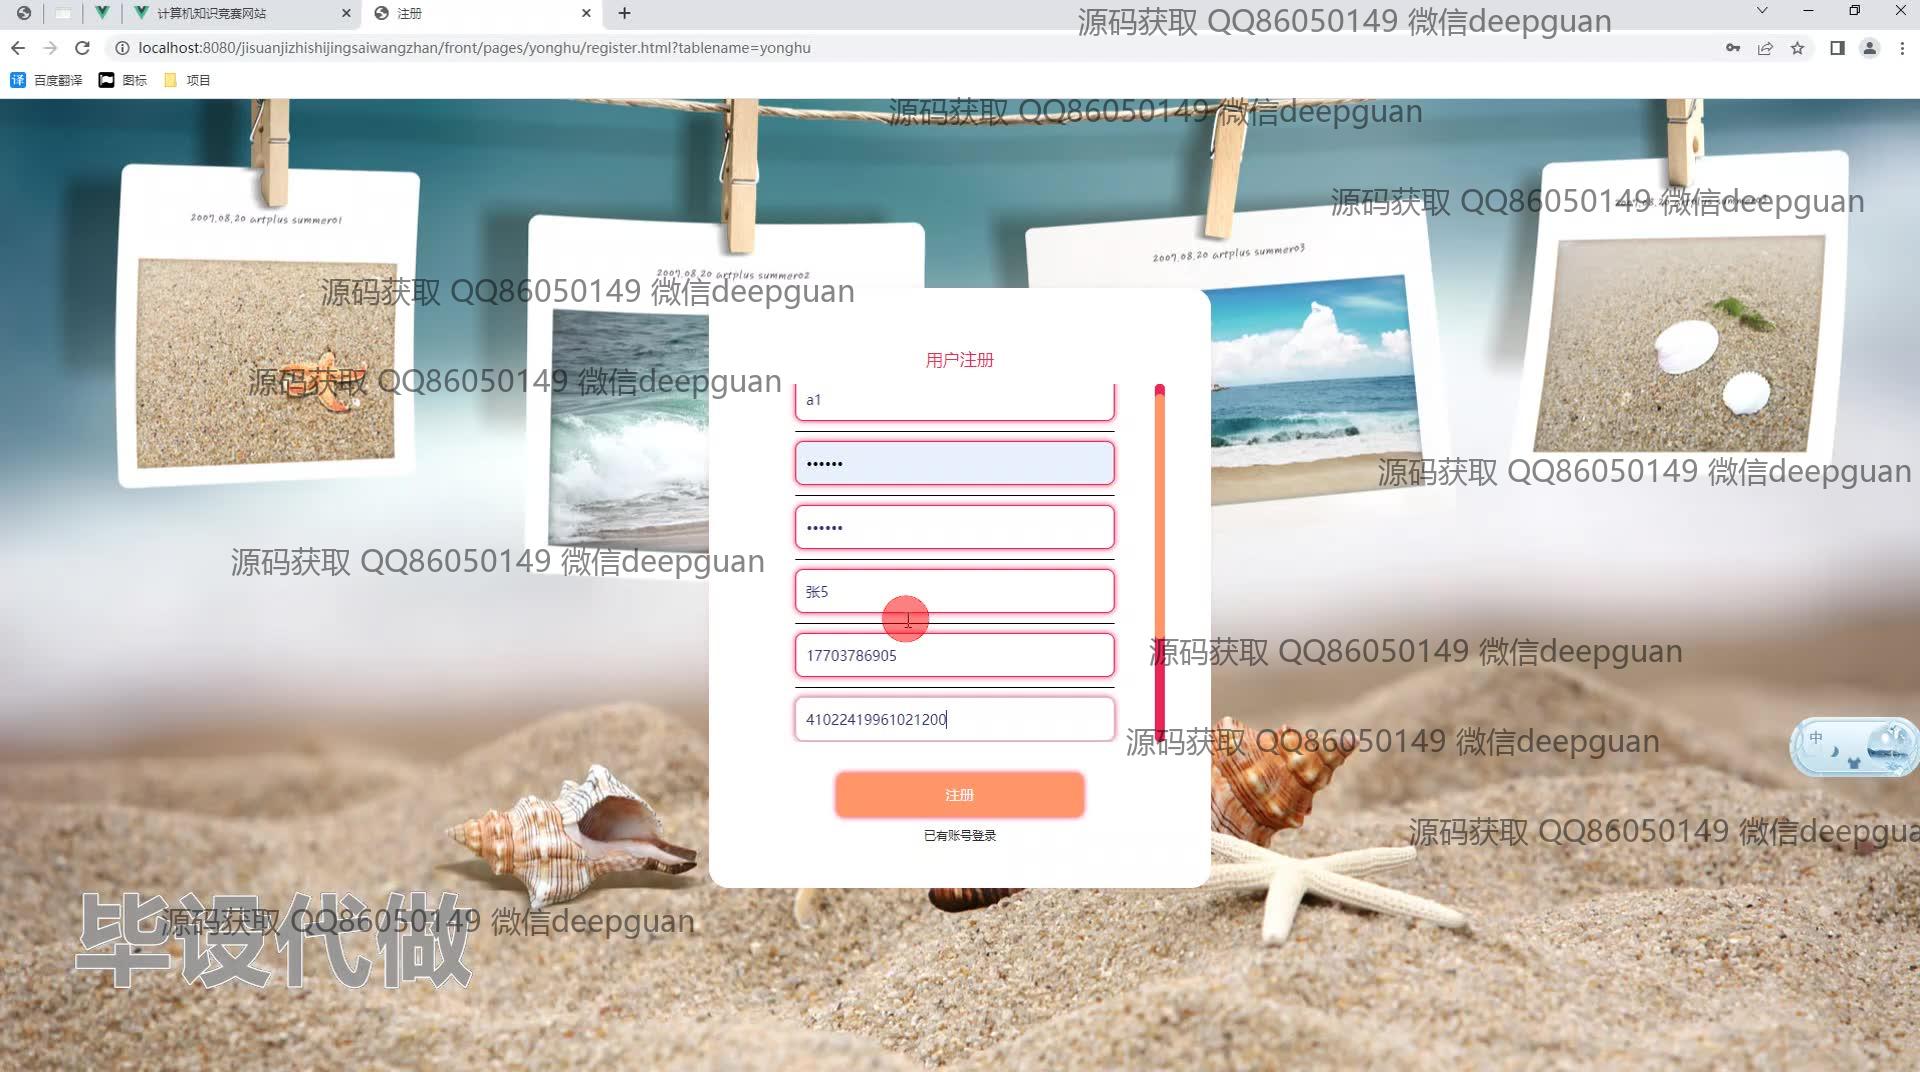 计算机知识竞赛网站
注册
源码获取 QQ86050149 微信deepguan
localhost:8080/jisuanjizhishijingsaiwangzhan/front/pages/yonghu/register.html?tablename=yonghu
译 百度翻译 图标 项目
源码获取 QQ86050149 微信deepguan
源码获取 QQ86050149 微信deepguan
2007.08.20 artplus summer01
2007.08.20 artplus summer03
2007.08.20 artplus summer02
源码获取 QQ86050149 微信deepguan
用户注册
源码获取 QQ86050149 微信deepguan
a1
••••••
源码获取 QQ86050149 微信deepguan
••••••
源码获取 QQ86050149 微信deepguan
张5
17703786905
源码获取 QQ86050149 微信deepguan
41022419961021200
源码获取 QQ86050149 微信deepguan
中
注册
已有账号登录
源码获取 QQ86050149 微信deepgua
源码获取 QQ86050149 微信deepguan
毕设代做